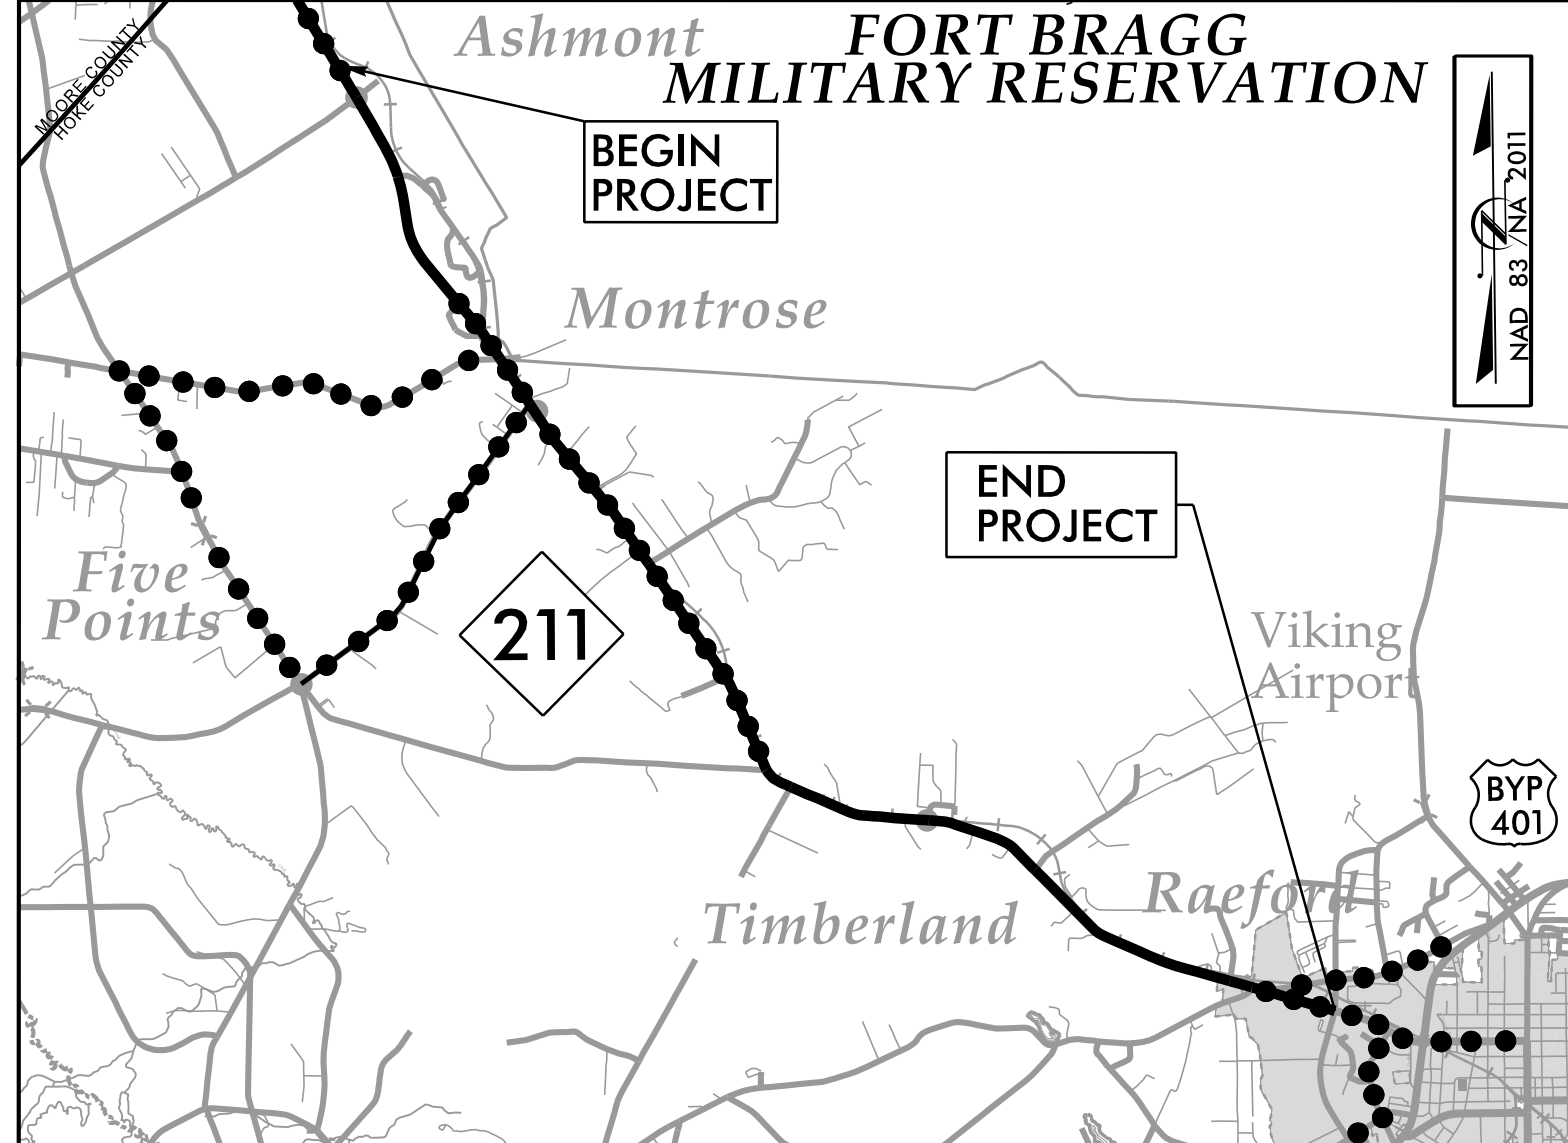 Ashmont
FORT BRAGG
MILITARY RESERVATION
MOORE COUNTY
HOKE COUNTY
BEGIN
PROJECT
NAD 83 / NA 2011
Montrose
END
PROJECT
Five
Points
211
Viking
Airport
BYP
401
Raeford
Timberland